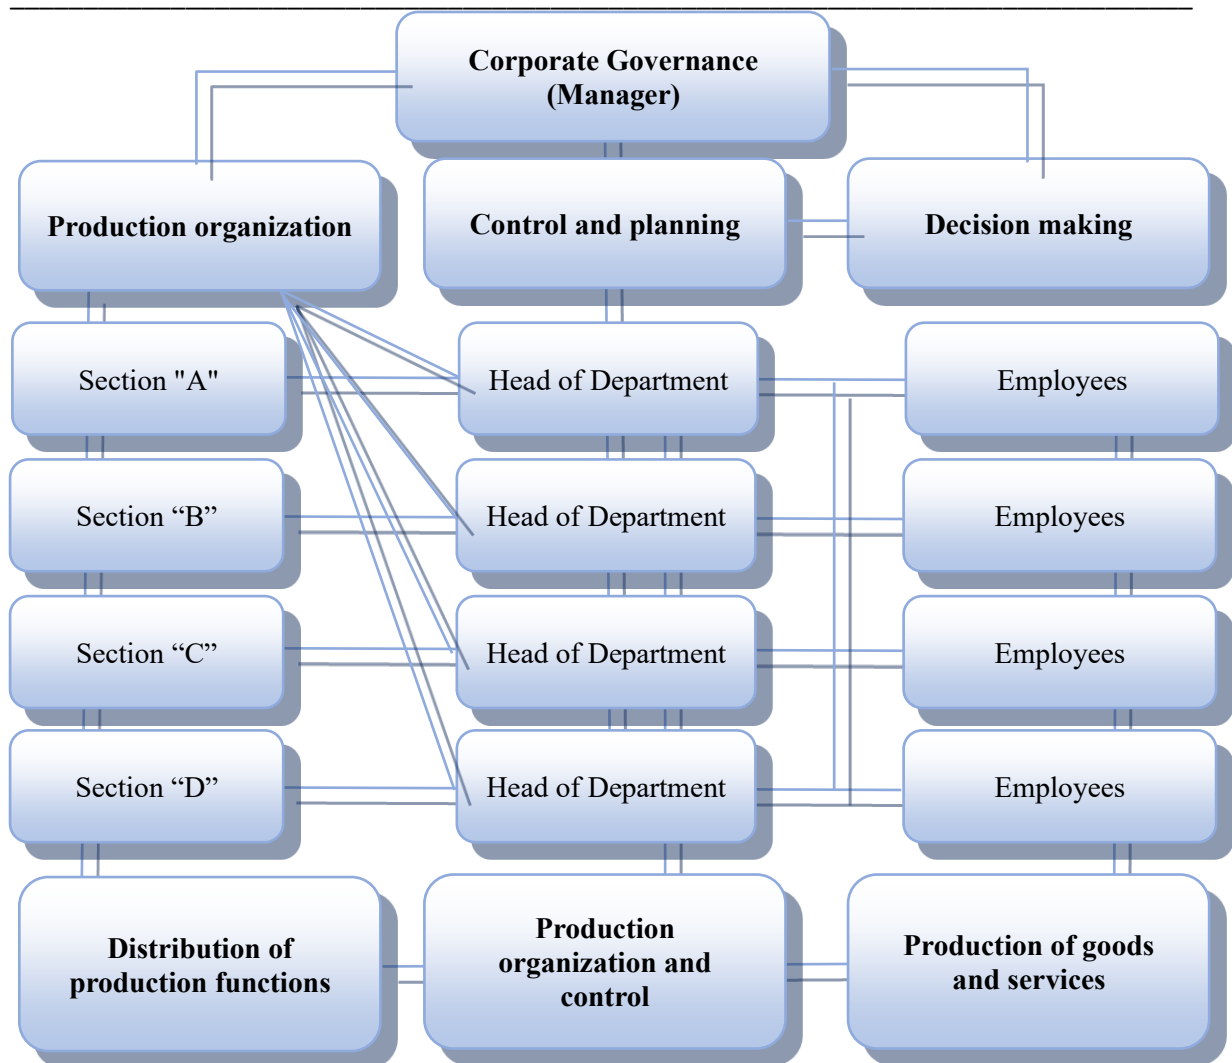 Corporate Governance
(Manager)
Production organization
Control and planning
Decision making
Section "A"
Head of Department
Employees
Section “B”
Head of Department
Employees
Section “C”
Head of Department
Employees
Section “D”
Head of Department
Employees
Distribution of
production functions
Production
organization and
control
Production of goods
and services